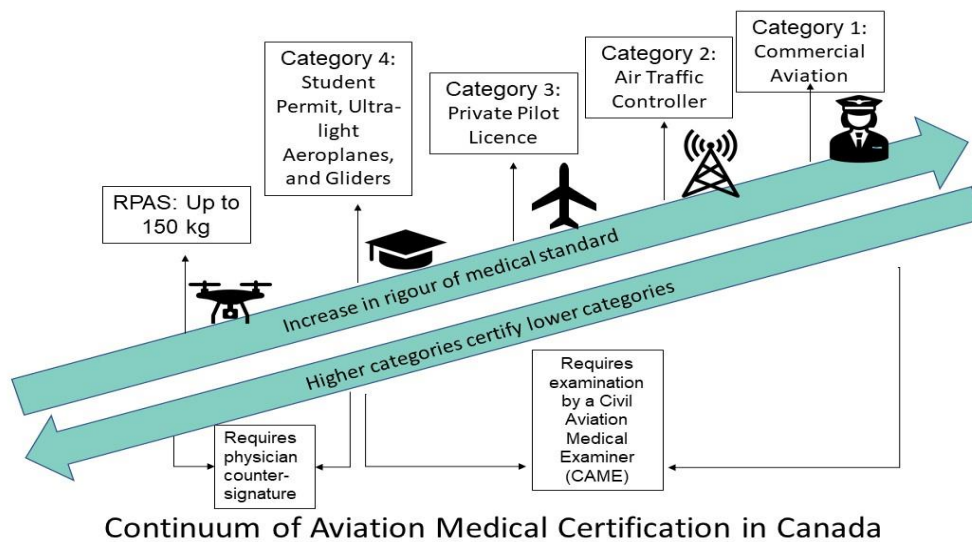 Category 1:
Commercial
Aviation
Category 2:
Air Traffic
Controller
Category 3:
Private Pilot
Licence
Category 4:
Student
Permit, Ultra-
light
Aeroplanes,
and Gliders
RPAS: Up to
150 kg
Increase in rigour of medical standard
Higher categories certify lower categories
Requires
physician
counter-
signature
Requires
examination
by a Civil
Aviation
Medical
Examiner
(CAME)
Continuum of Aviation Medical Certification in Canada